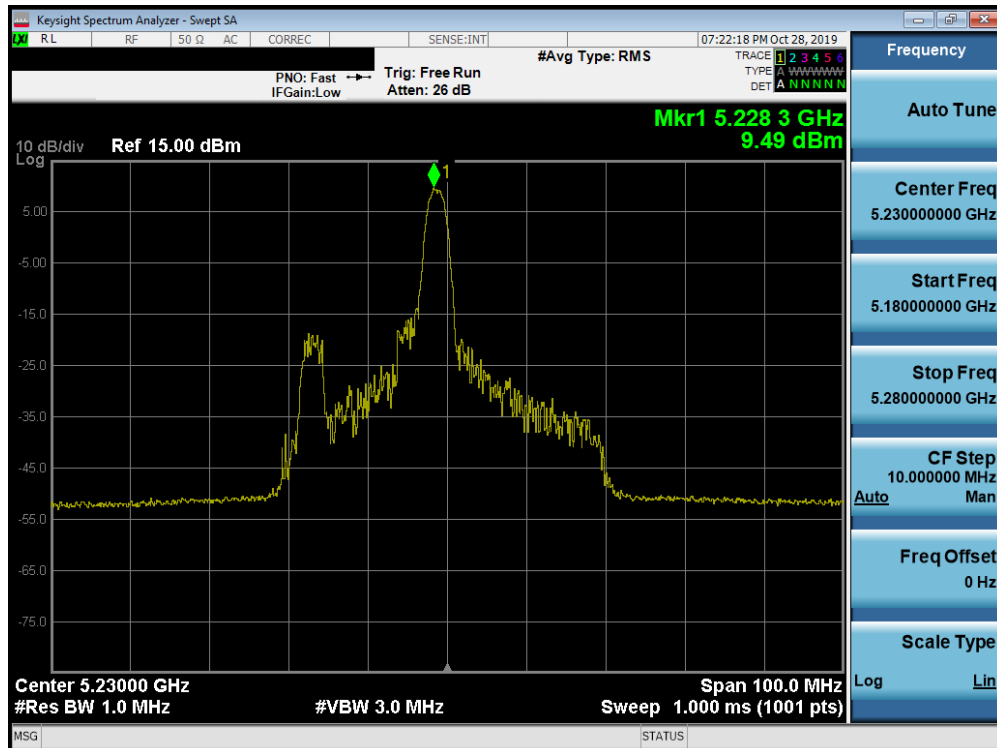 Keysight Spectrum Analyzer - Swept SA
LXI RL RF 50 Ω AC CORREC SENSE:INT 07:22:18 PM Oct 28, 2019
#Avg Type: RMS TRACE 1 2 3 4 5 6
PNO: Fast Trig: Free Run TYPE A WWWWW
IFGain:Low Atten: 26 dB DET A N N N N N
Mkr1 5.228 3 GHz
9.49 dBm
10 dB/div Ref 15.00 dBm
Log
1
5.00
-5.00
-15.0
-25.0
-35.0
-45.0
-55.0
-65.0
-75.0
Center 5.23000 GHz Span 100.0 MHz
#Res BW 1.0 MHz #VBW 3.0 MHz Sweep 1.000 ms (1001 pts)
MSG STATUS
Frequency
Auto Tune
Center Freq
5.230000000 GHz
Start Freq
5.180000000 GHz
Stop Freq
5.280000000 GHz
CF Step
10.000000 MHz
Auto Man
Freq Offset
0 Hz
Scale Type
Log Lin